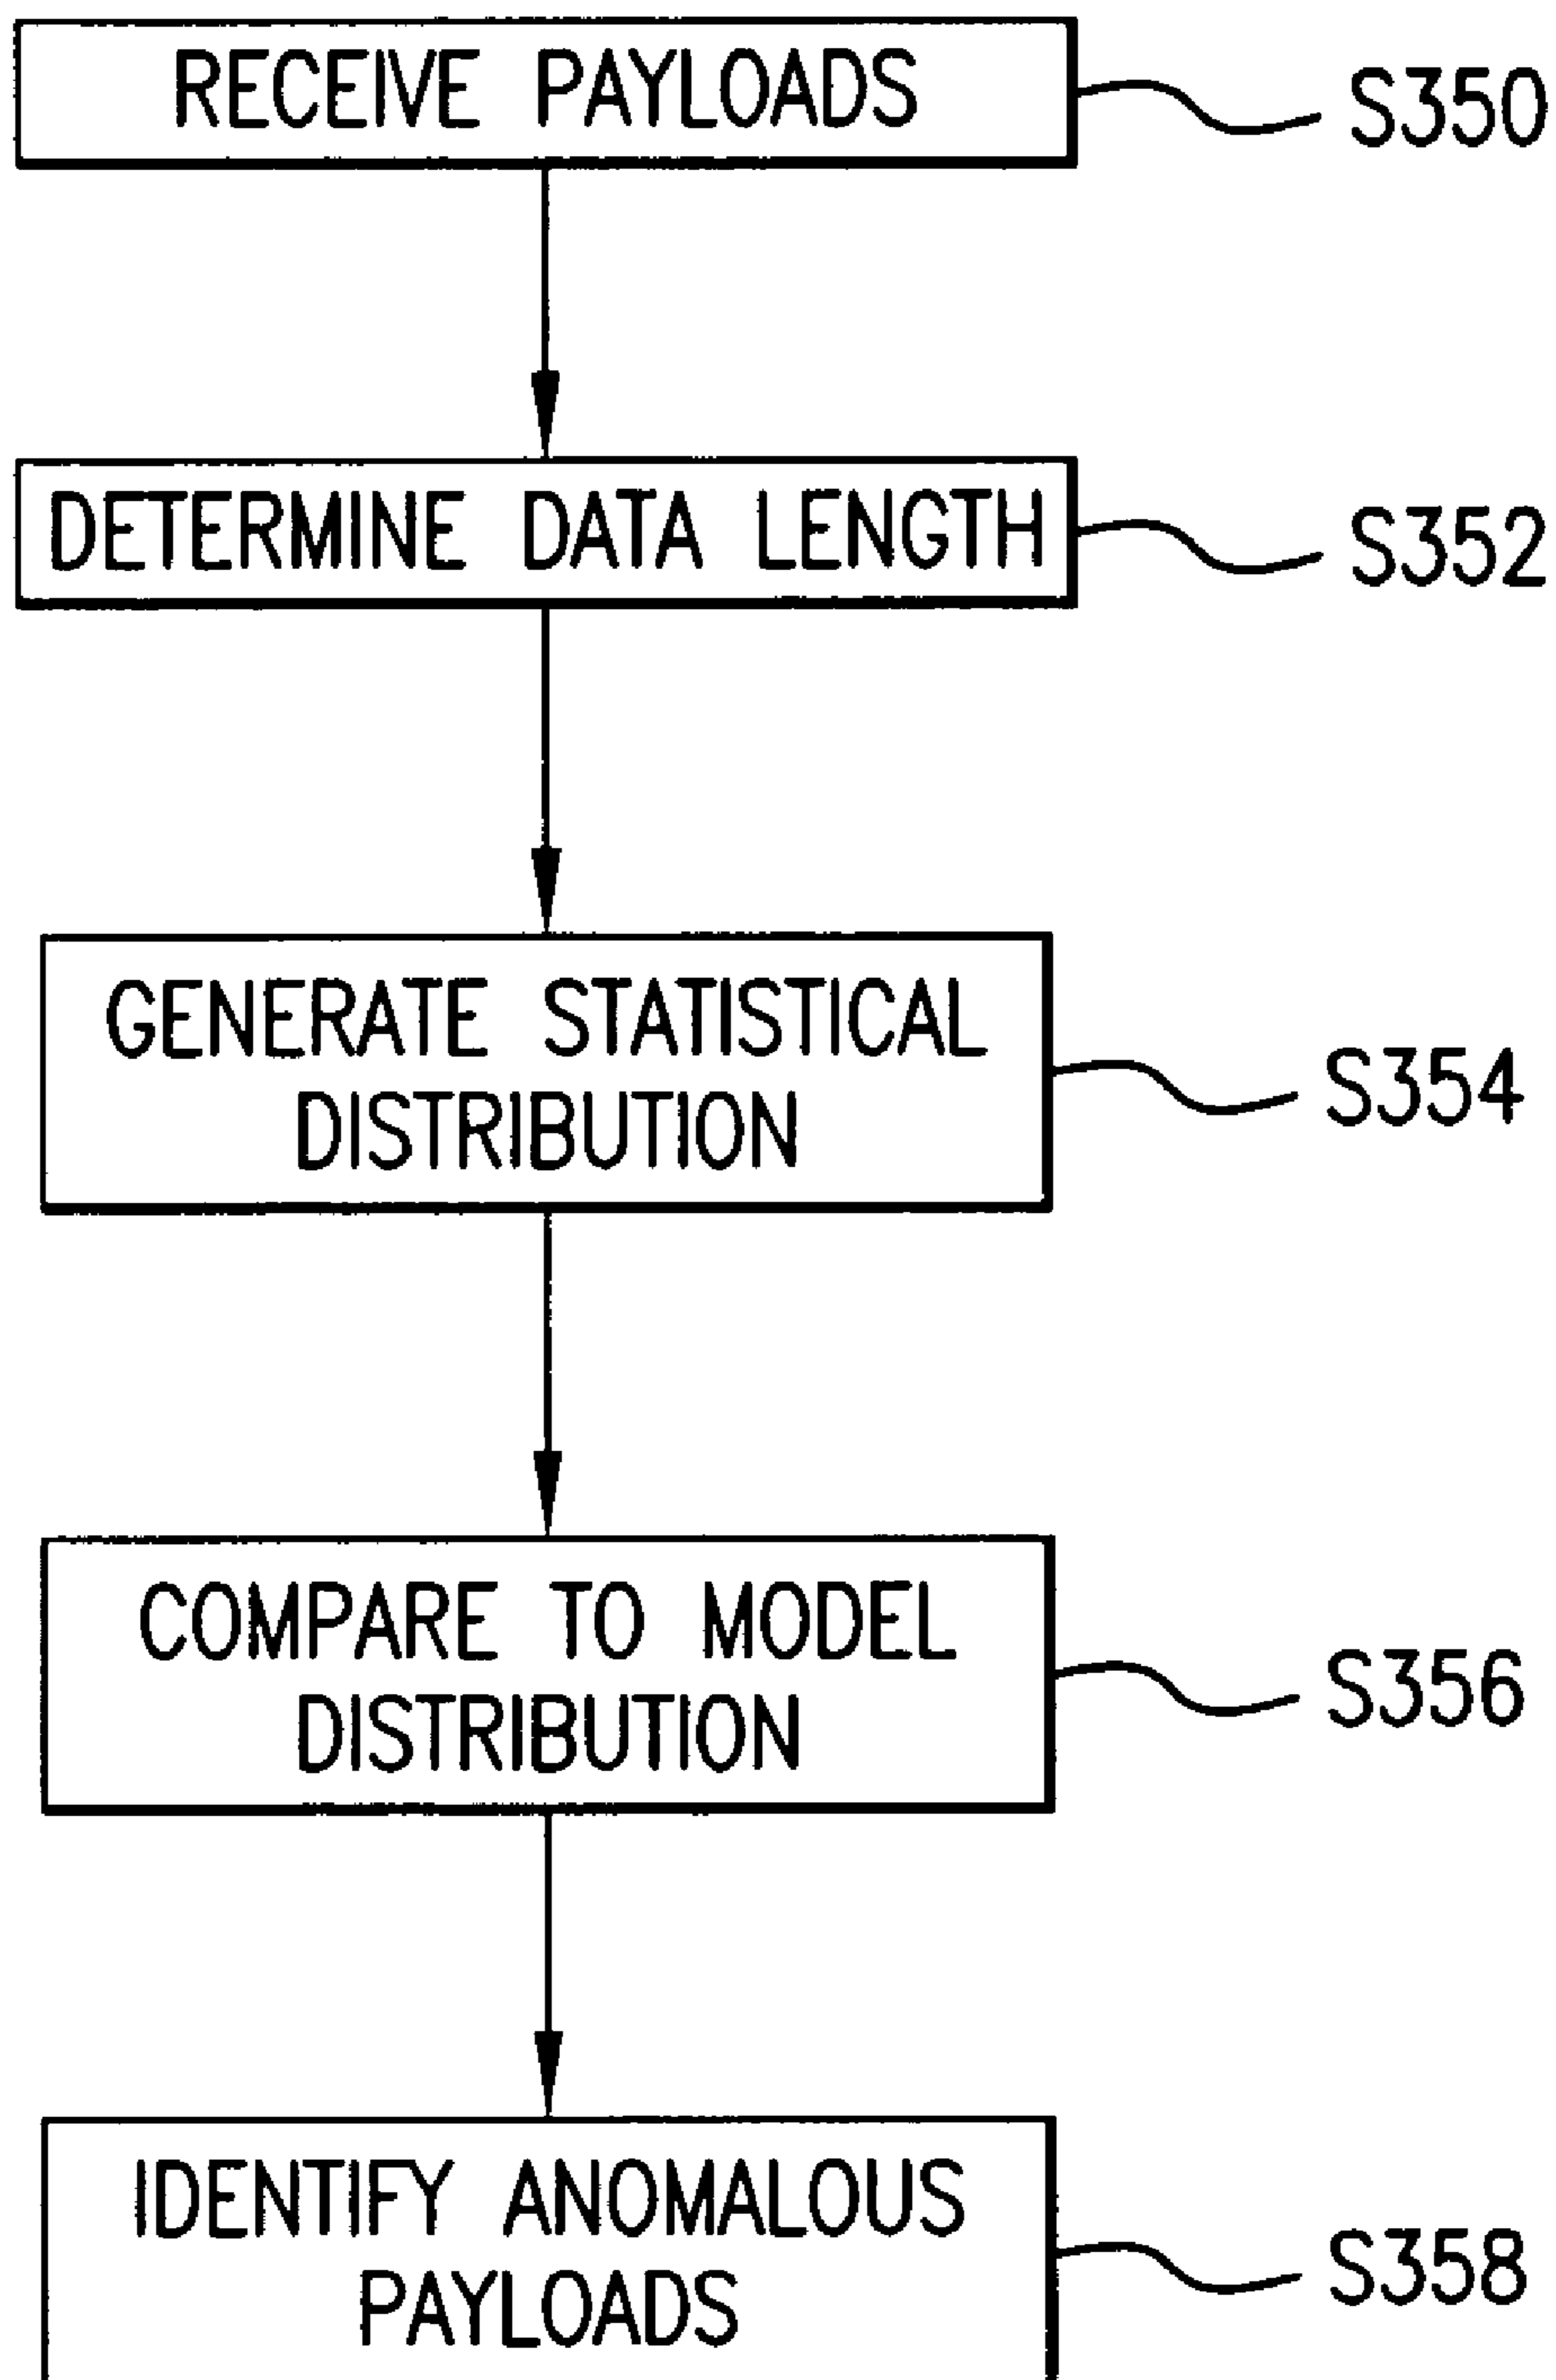 RECEIVE PAYLOADS
S350
DETERMINE DATA LENGTH
S352
GENERATE STATISTICAL
DISTRIBUTION
S354
COMPARE TO MODEL
DISTRIBUTION
S356
IDENTIFY ANOMALOUS
PAYLOADS
S358